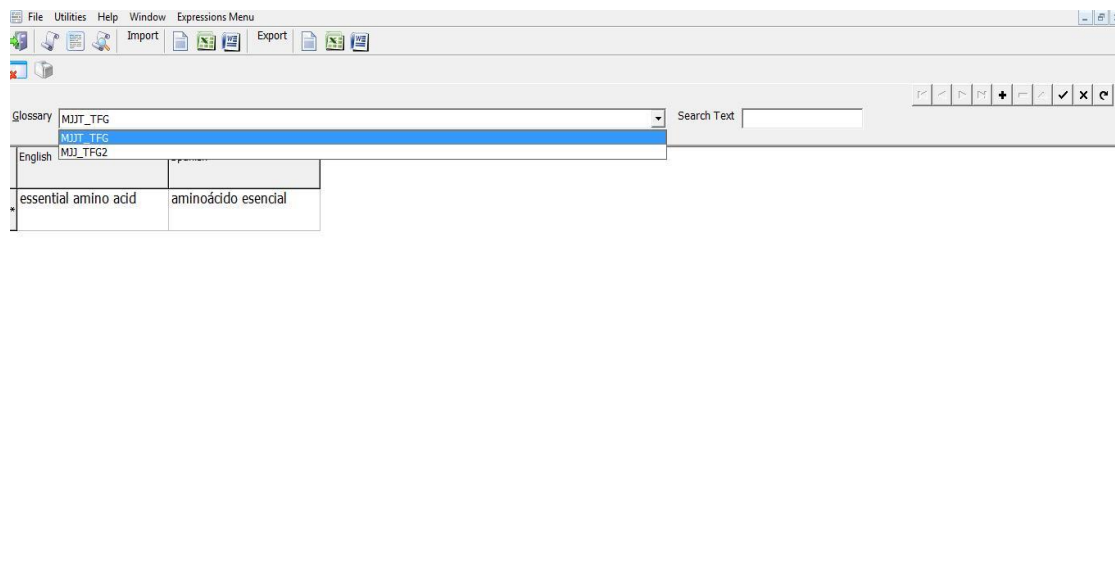 File Utilities Help Window Expressions Menu
Import Export
Glossary MJJT_TFG Search Text
MJJT_TFG
MJJ_TFG2
English
essential amino acid aminoácido esencial